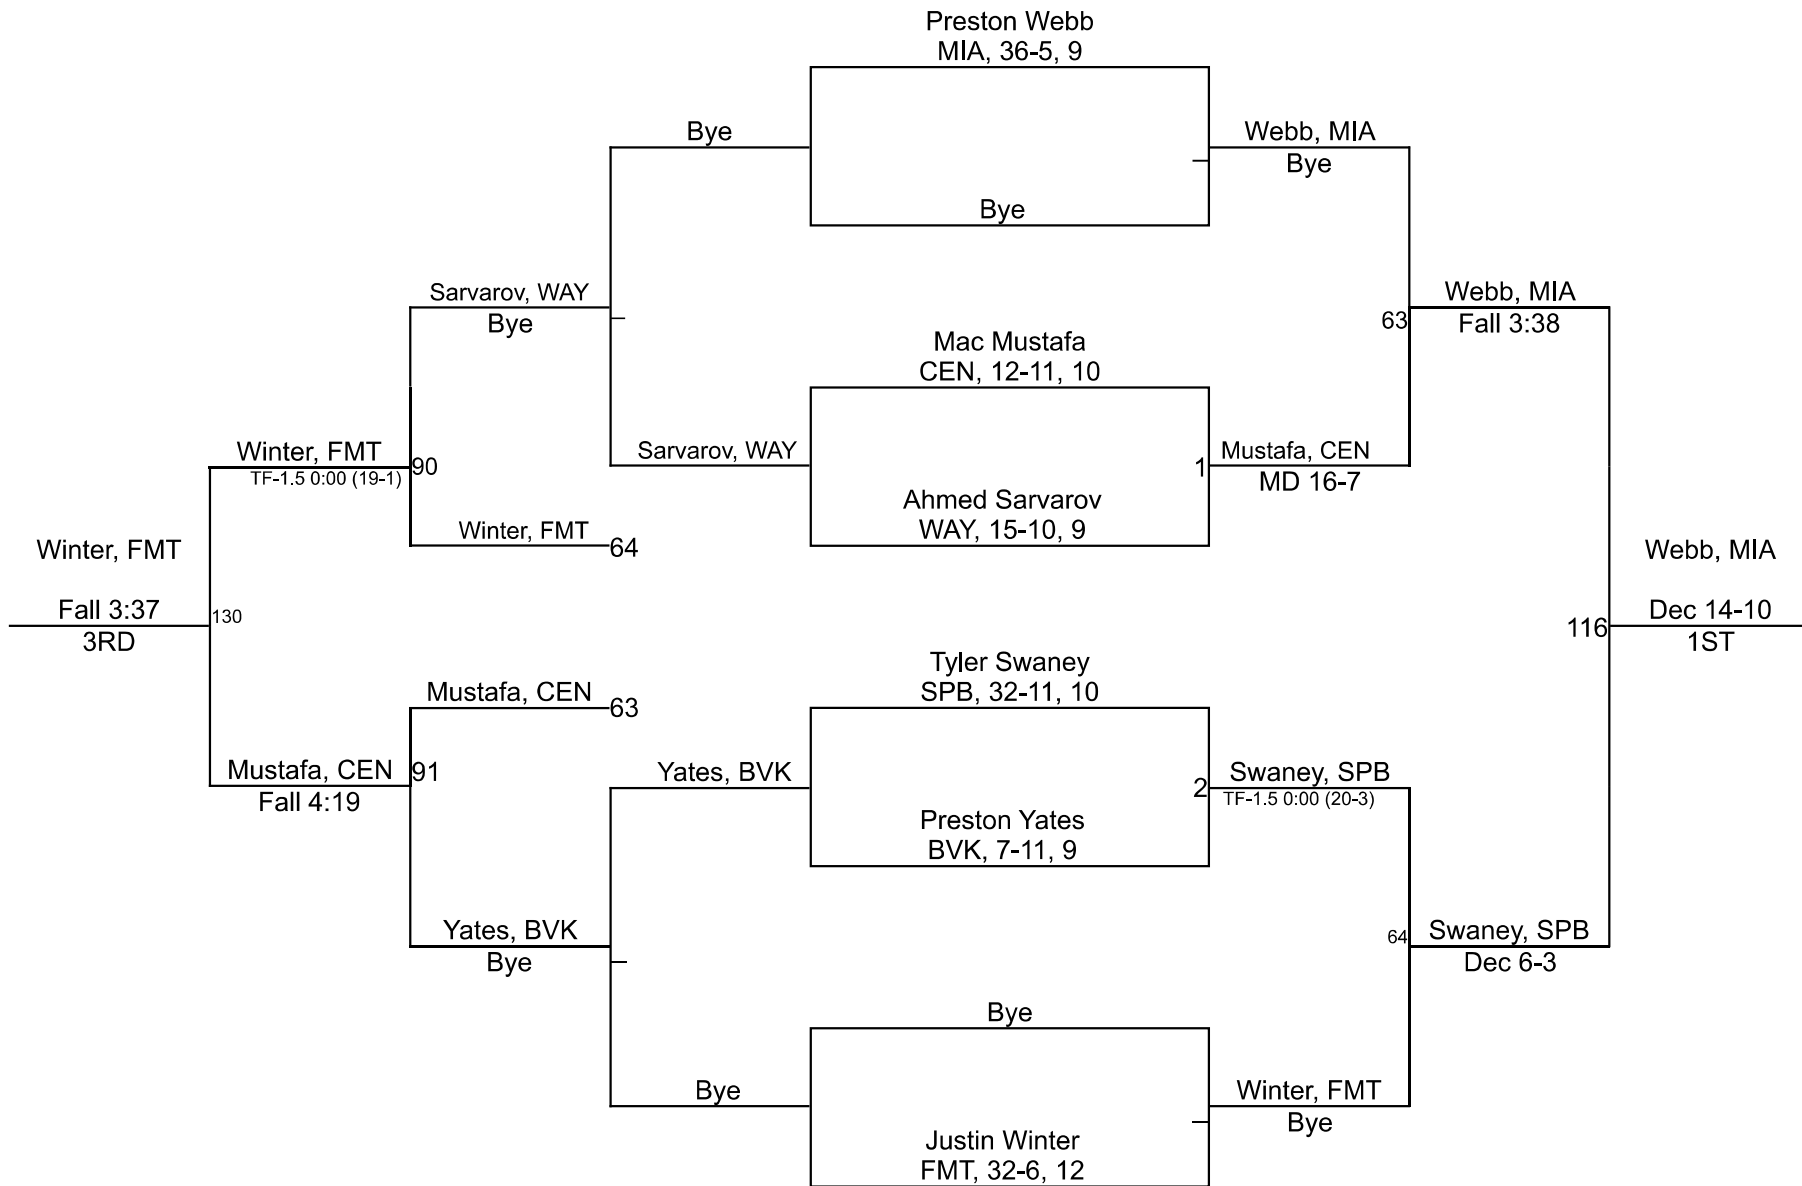 Preston Webb
MIA, 36-5, 9
Bye
Webb, MIA
Bye
Bye
Sarvarov, WAY
Bye
Webb, MIA
Fall 3:38
63
Mac Mustafa
CEN, 12-11, 10
Winter, FMT
TF-1.5 0:00 (19-1)
90
Sarvarov, WAY
1
Mustafa, CEN
MD 16-7
Ahmed Sarvarov
WAY, 15-10, 9
Winter, FMT
64
Winter, FMT
Fall 3:37
3RD
130
Webb, MIA
Dec 14-10
1ST
116
Tyler Swaney
SPB, 32-11, 10
Mustafa, CEN
63
Mustafa, CEN
Fall 4:19
91
Yates, BVK
2
Swaney, SPB
TF-1.5 0:00 (20-3)
Preston Yates
BVK, 7-11, 9
Yates, BVK
Bye
64
Swaney, SPB
Dec 6-3
Bye
Bye
Winter, FMT
Bye
Justin Winter
FMT, 32-6, 12